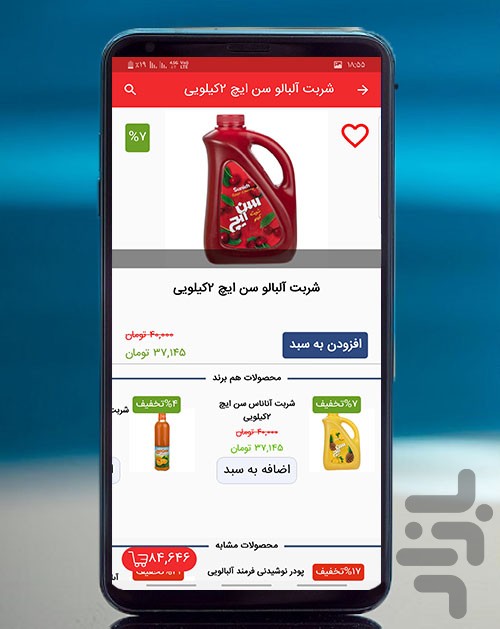 ۱۸:۵۵
٪۱۹
شربت آلبالو سن ایچ ۲کیلویی
%۷
Sunich
سن ایچ
شربت آلبالو سن ایچ ۲کیلویی
۴۰,۰۰۰ تومان
۳۷,۱۴۵ تومان
افزودن به سبد
محصولات هم برند
%۷تخفیف
شربت آناناس سن ایچ
۲کیلویی
۴۰,۰۰۰ تومان
۳۷,۱۴۵ تومان
اضافه به سبد
%۴تخفیف
شربت
محصولات مشابه
%۱۷تخفیف
پودر نوشیدنی فرمند آلبالویی
۸۴,۶۴۶
بازار